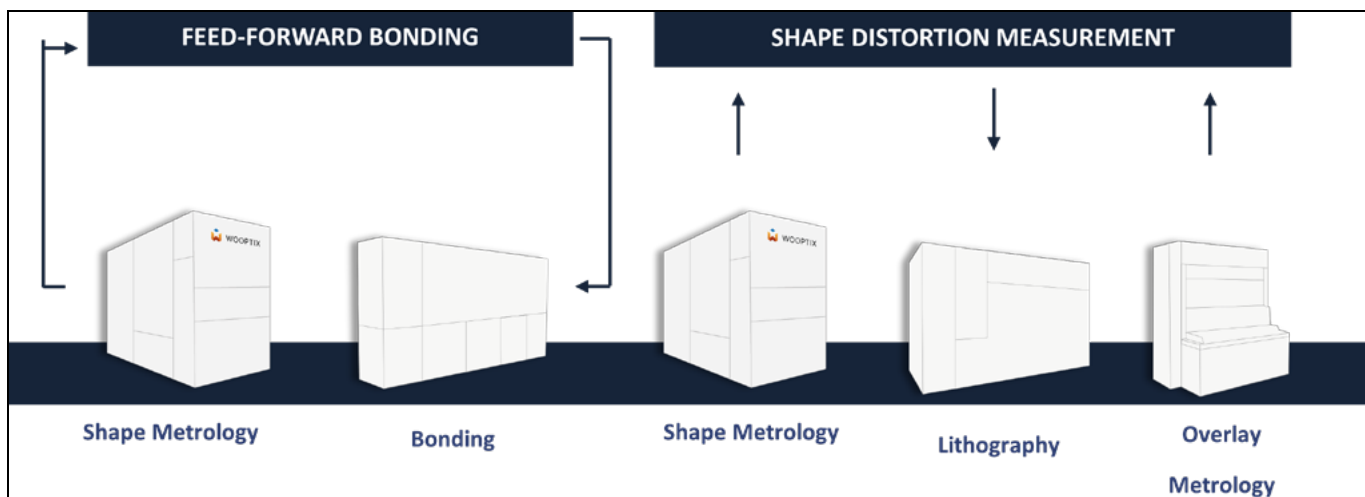 FEED-FORWARD BONDING
SHAPE DISTORTION MEASUREMENT
WOOPTIX
WOOPTIX
Shape Metrology
Bonding
Shape Metrology
Lithography
Overlay
Metrology